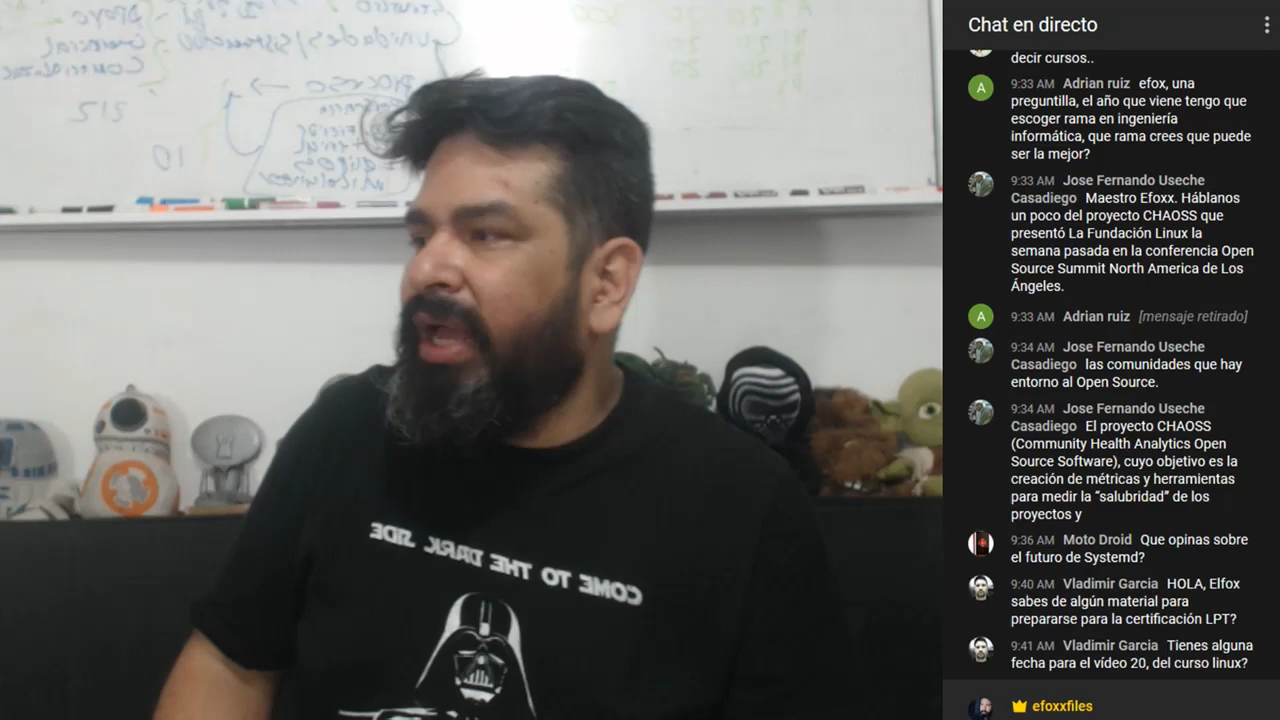 Chat en directo
decir cursos..
9:33 AM Adrian ruiz efox, una
preguntilla, el año que viene tengo que
escoger rama en ingeniería
informática, que rama crees que puede
ser la mejor?
9:33 AM Jose Fernando Useche
Casadiego Maestro Efoxx. Háblanos
un poco del proyecto CHAOSS que
presentó La Fundación Linux la
semana pasada en la conferencia Open
Source Summit North America de Los
Ángeles.
9:33 AM Adrian ruiz [mensaje retirado]
9:34 AM Jose Fernando Useche
Casadiego las comunidades que hay
entorno al Open Source.
9:34 AM Jose Fernando Useche
Casadiego El proyecto CHAOSS
(Community Health Analytics Open
Source Software), cuyo objetivo es la
creación de métricas y herramientas
para medir la “salubridad” de los
proyectos y
9:36 AM Moto Droid Que opinas sobre
el futuro de Systemd?
9:40 AM Vladimir Garcia HOLA, Elfox
sabes de algún material para
prepararse para la certificación LPT?
9:41 AM Vladimir Garcia Tienes alguna
fecha para el vídeo 20, del curso linux?
efoxxfiles
COME TO THE DARK SIDE